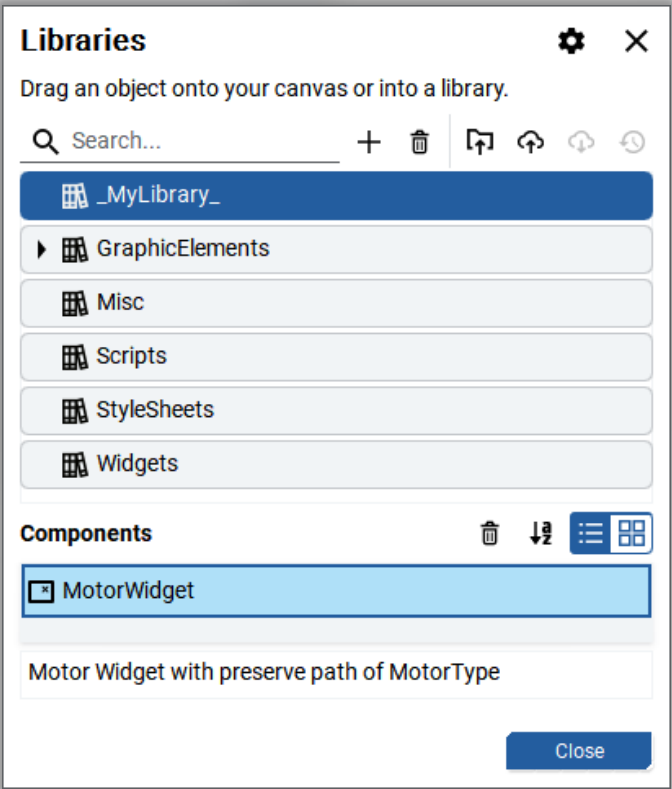 Libraries
Drag an object onto your canvas or into a library.
Search...
_MyLibrary_
GraphicElements
Misc
Scripts
StyleSheets
Widgets
Components
MotorWidget
Motor Widget with preserve path of MotorType
Close